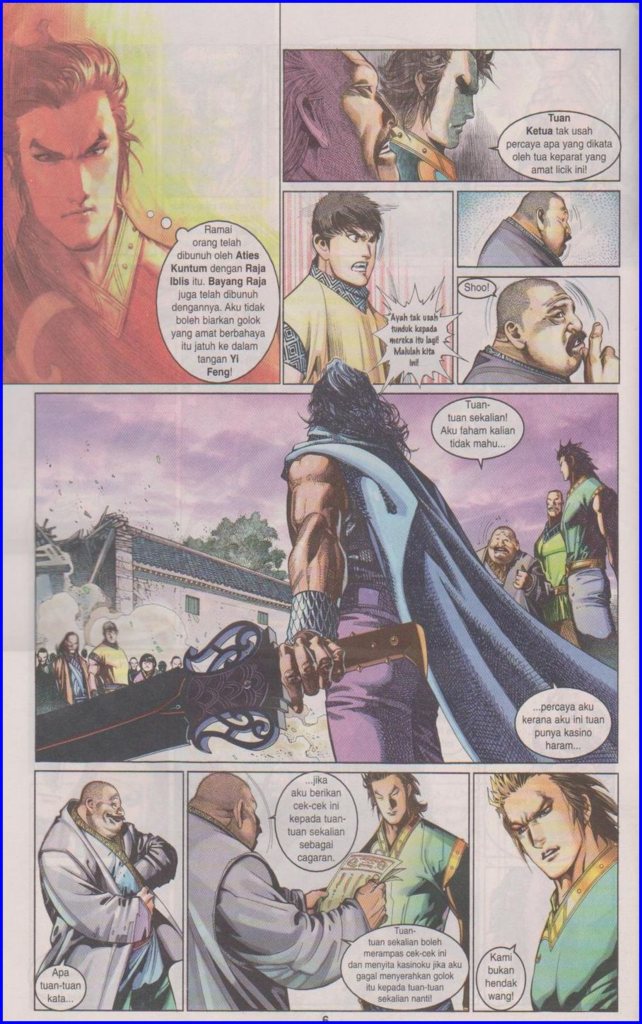 Ramai
orang telah
dibunuh oleh Aties
Kuntum dengan Raja
Iblis itu. Bayang Raja
juga telah dibunuh
dengannya. Aku tidak
boleh biarkan golok
yang amat berbahaya
itu jatuh ke dalam
tangan Yi
Feng!
Tuan
Ketua tak usah
percaya apa yang dikata
oleh tua keparat yang
amat licik ini!
Ayah tak usah
tunduk kepada
mereka itu lagi!
Malulah kita
ini!
Shoo!
Tuan-
tuan sekalian!
Aku faham kalian
tidak mahu...
...percaya aku
kerana aku ini tuan
punya kasino
haram...
Apa
tuan-tuan
kata...
...jika
aku berikan
cek-cek ini
kepada tuan-
tuan sekalian
sebagai
cagaran.
Tuan-
tuan sekalian boleh
merampas cek-cek ini
dan menyita kasinoku jika aku
gagal menyerahkan golok
itu kepada tuan-tuan
sekalian nanti!
Kami
bukan
hendak
wang!
6